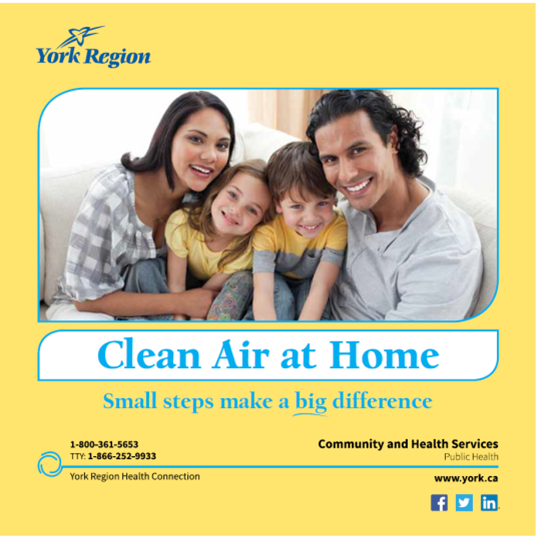 York Region
Clean Air at Home
Small steps make a big difference
1-800-361-5653
TTY: 1-866-252-9933
York Region Health Connection
Community and Health Services
Public Health
www.york.ca
f
in